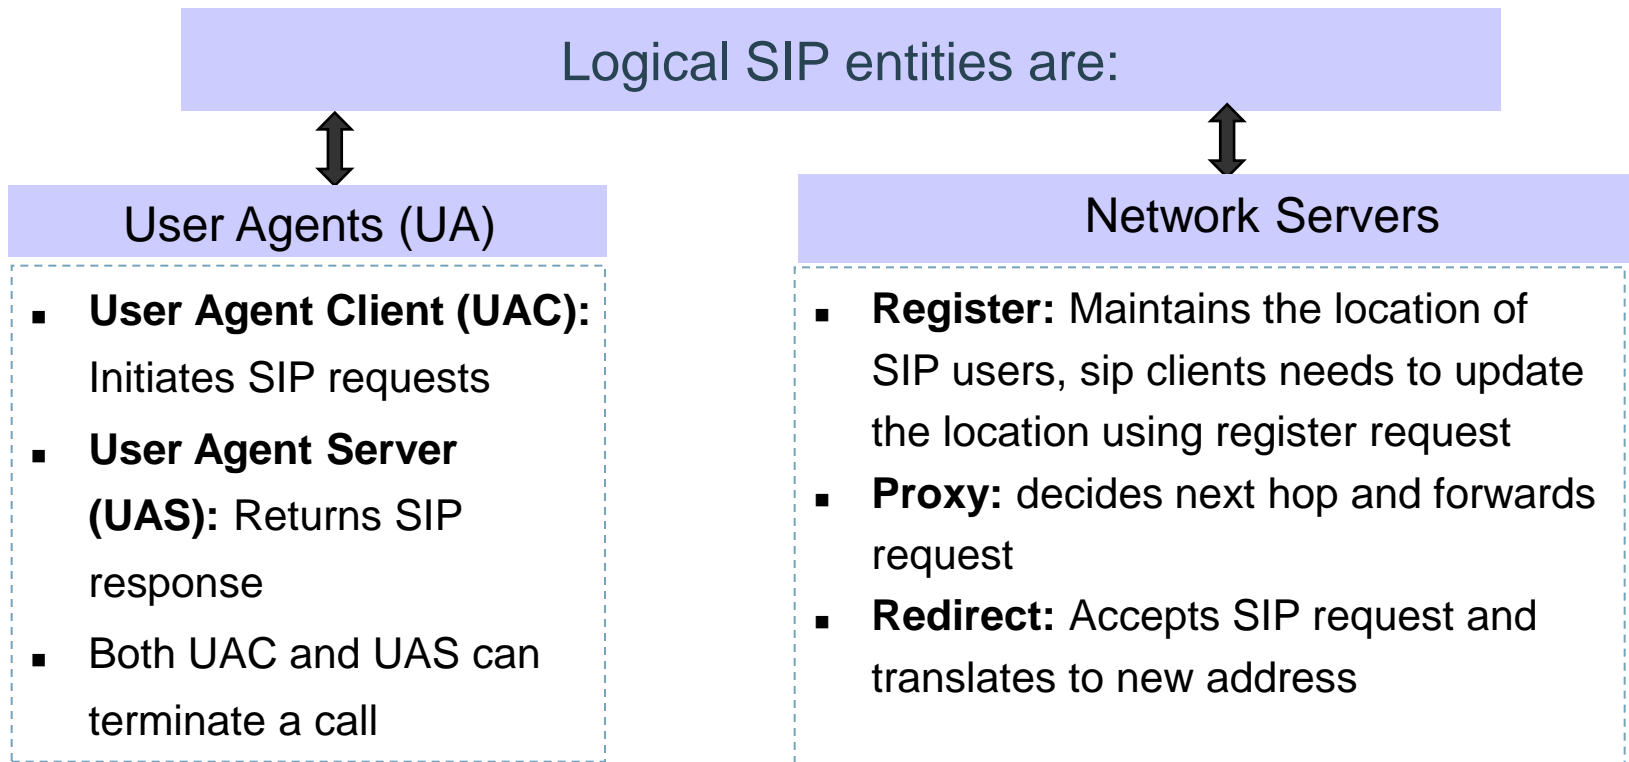 Logical SIP entities are:
User Agents (UA)
▪ User Agent Client (UAC):
Initiates SIP requests
▪ User Agent Server
(UAS): Returns SIP
response
▪ Both UAC and UAS can
terminate a call
Network Servers
▪ Register: Maintains the location of
SIP users, sip clients needs to update
the location using register request
▪ Proxy: decides next hop and forwards
request
▪ Redirect: Accepts SIP request and
translates to new address